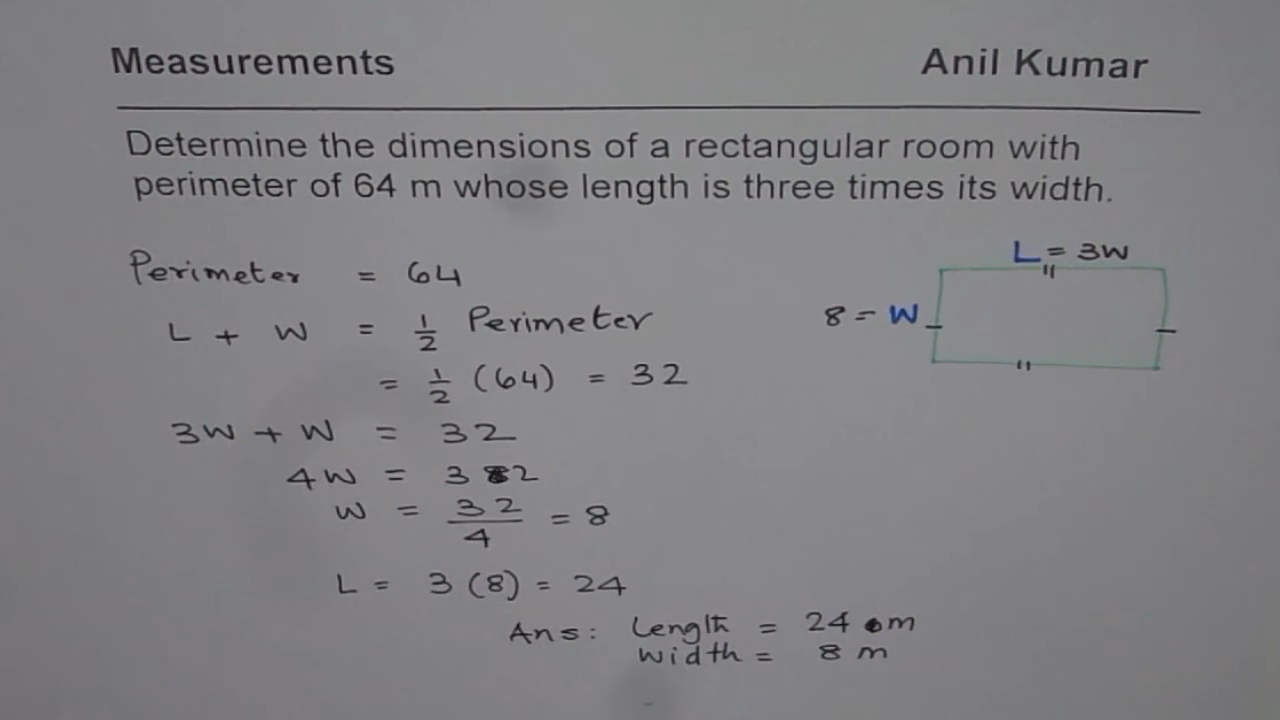 Measurements Anil Kumar
Determine the dimensions of a rectangular room with
perimeter of 64 m whose length is three times its width.
Perimeter = 64
L + W = 1/2 Perimeter
= 1/2 (64) = 32
3W + W = 32
4W = 32
W = 32/4 = 8
L = 3 (8) = 24
Ans: Length = 24 m
Width = 8 m
L = 3W
8 = W